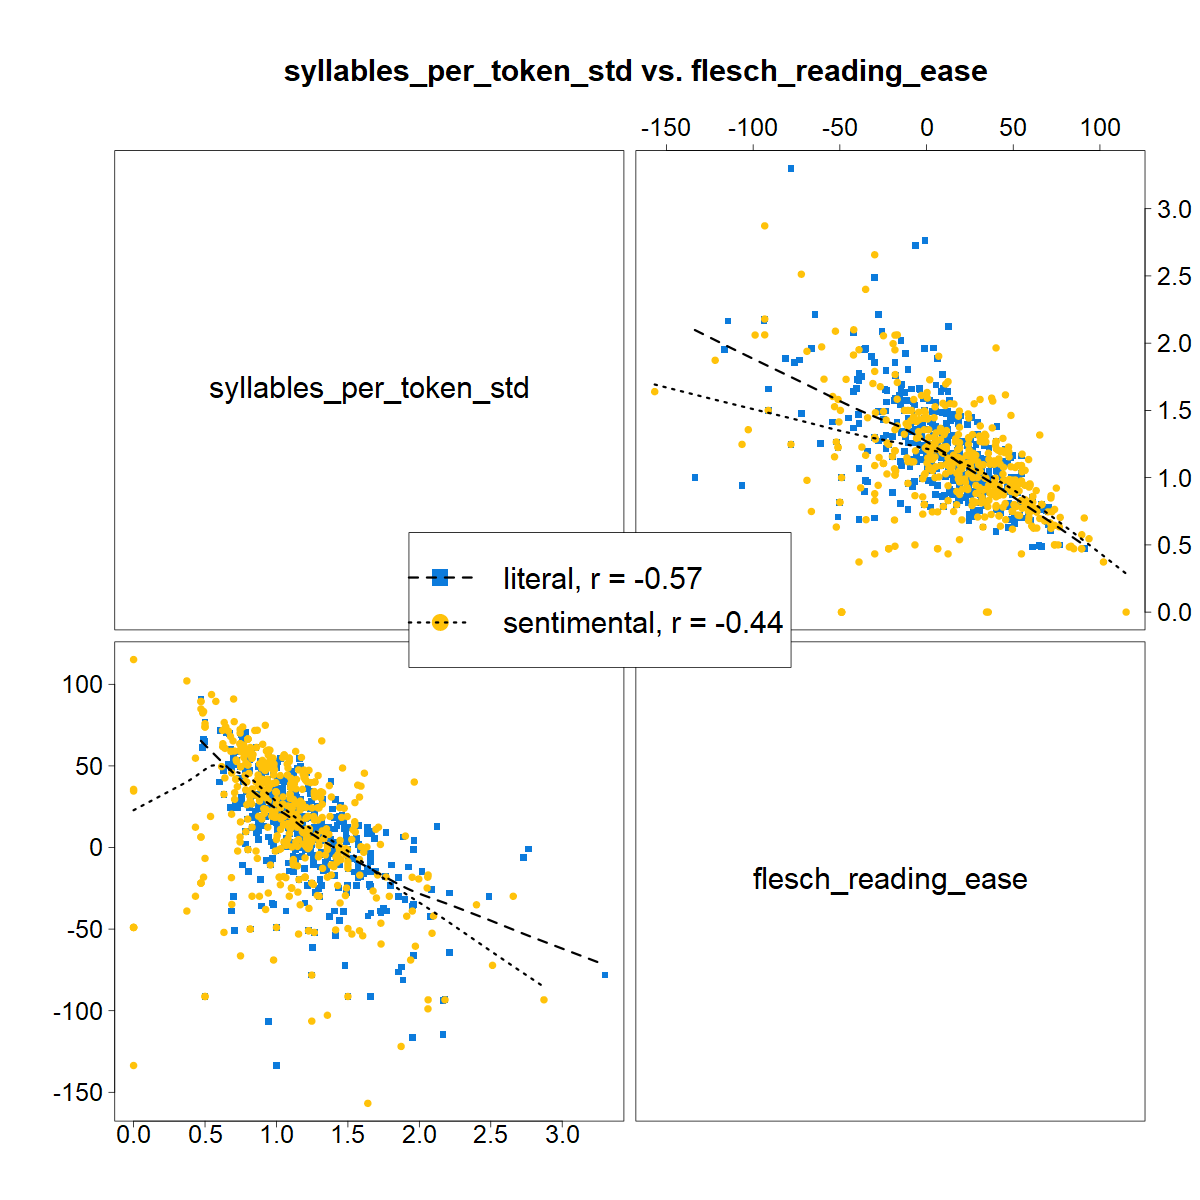 syllables_per_token_std vs. flesch_reading_ease
-150 -100 -50 0 50 100
3.0
2.5
2.0
1.5
1.0
0.5
0.0
syllables_per_token_std
literal, r = -0.57
sentimental, r = -0.44
100
50
0
-50
-100
-150
flesch_reading_ease
0.0 0.5 1.0 1.5 2.0 2.5 3.0